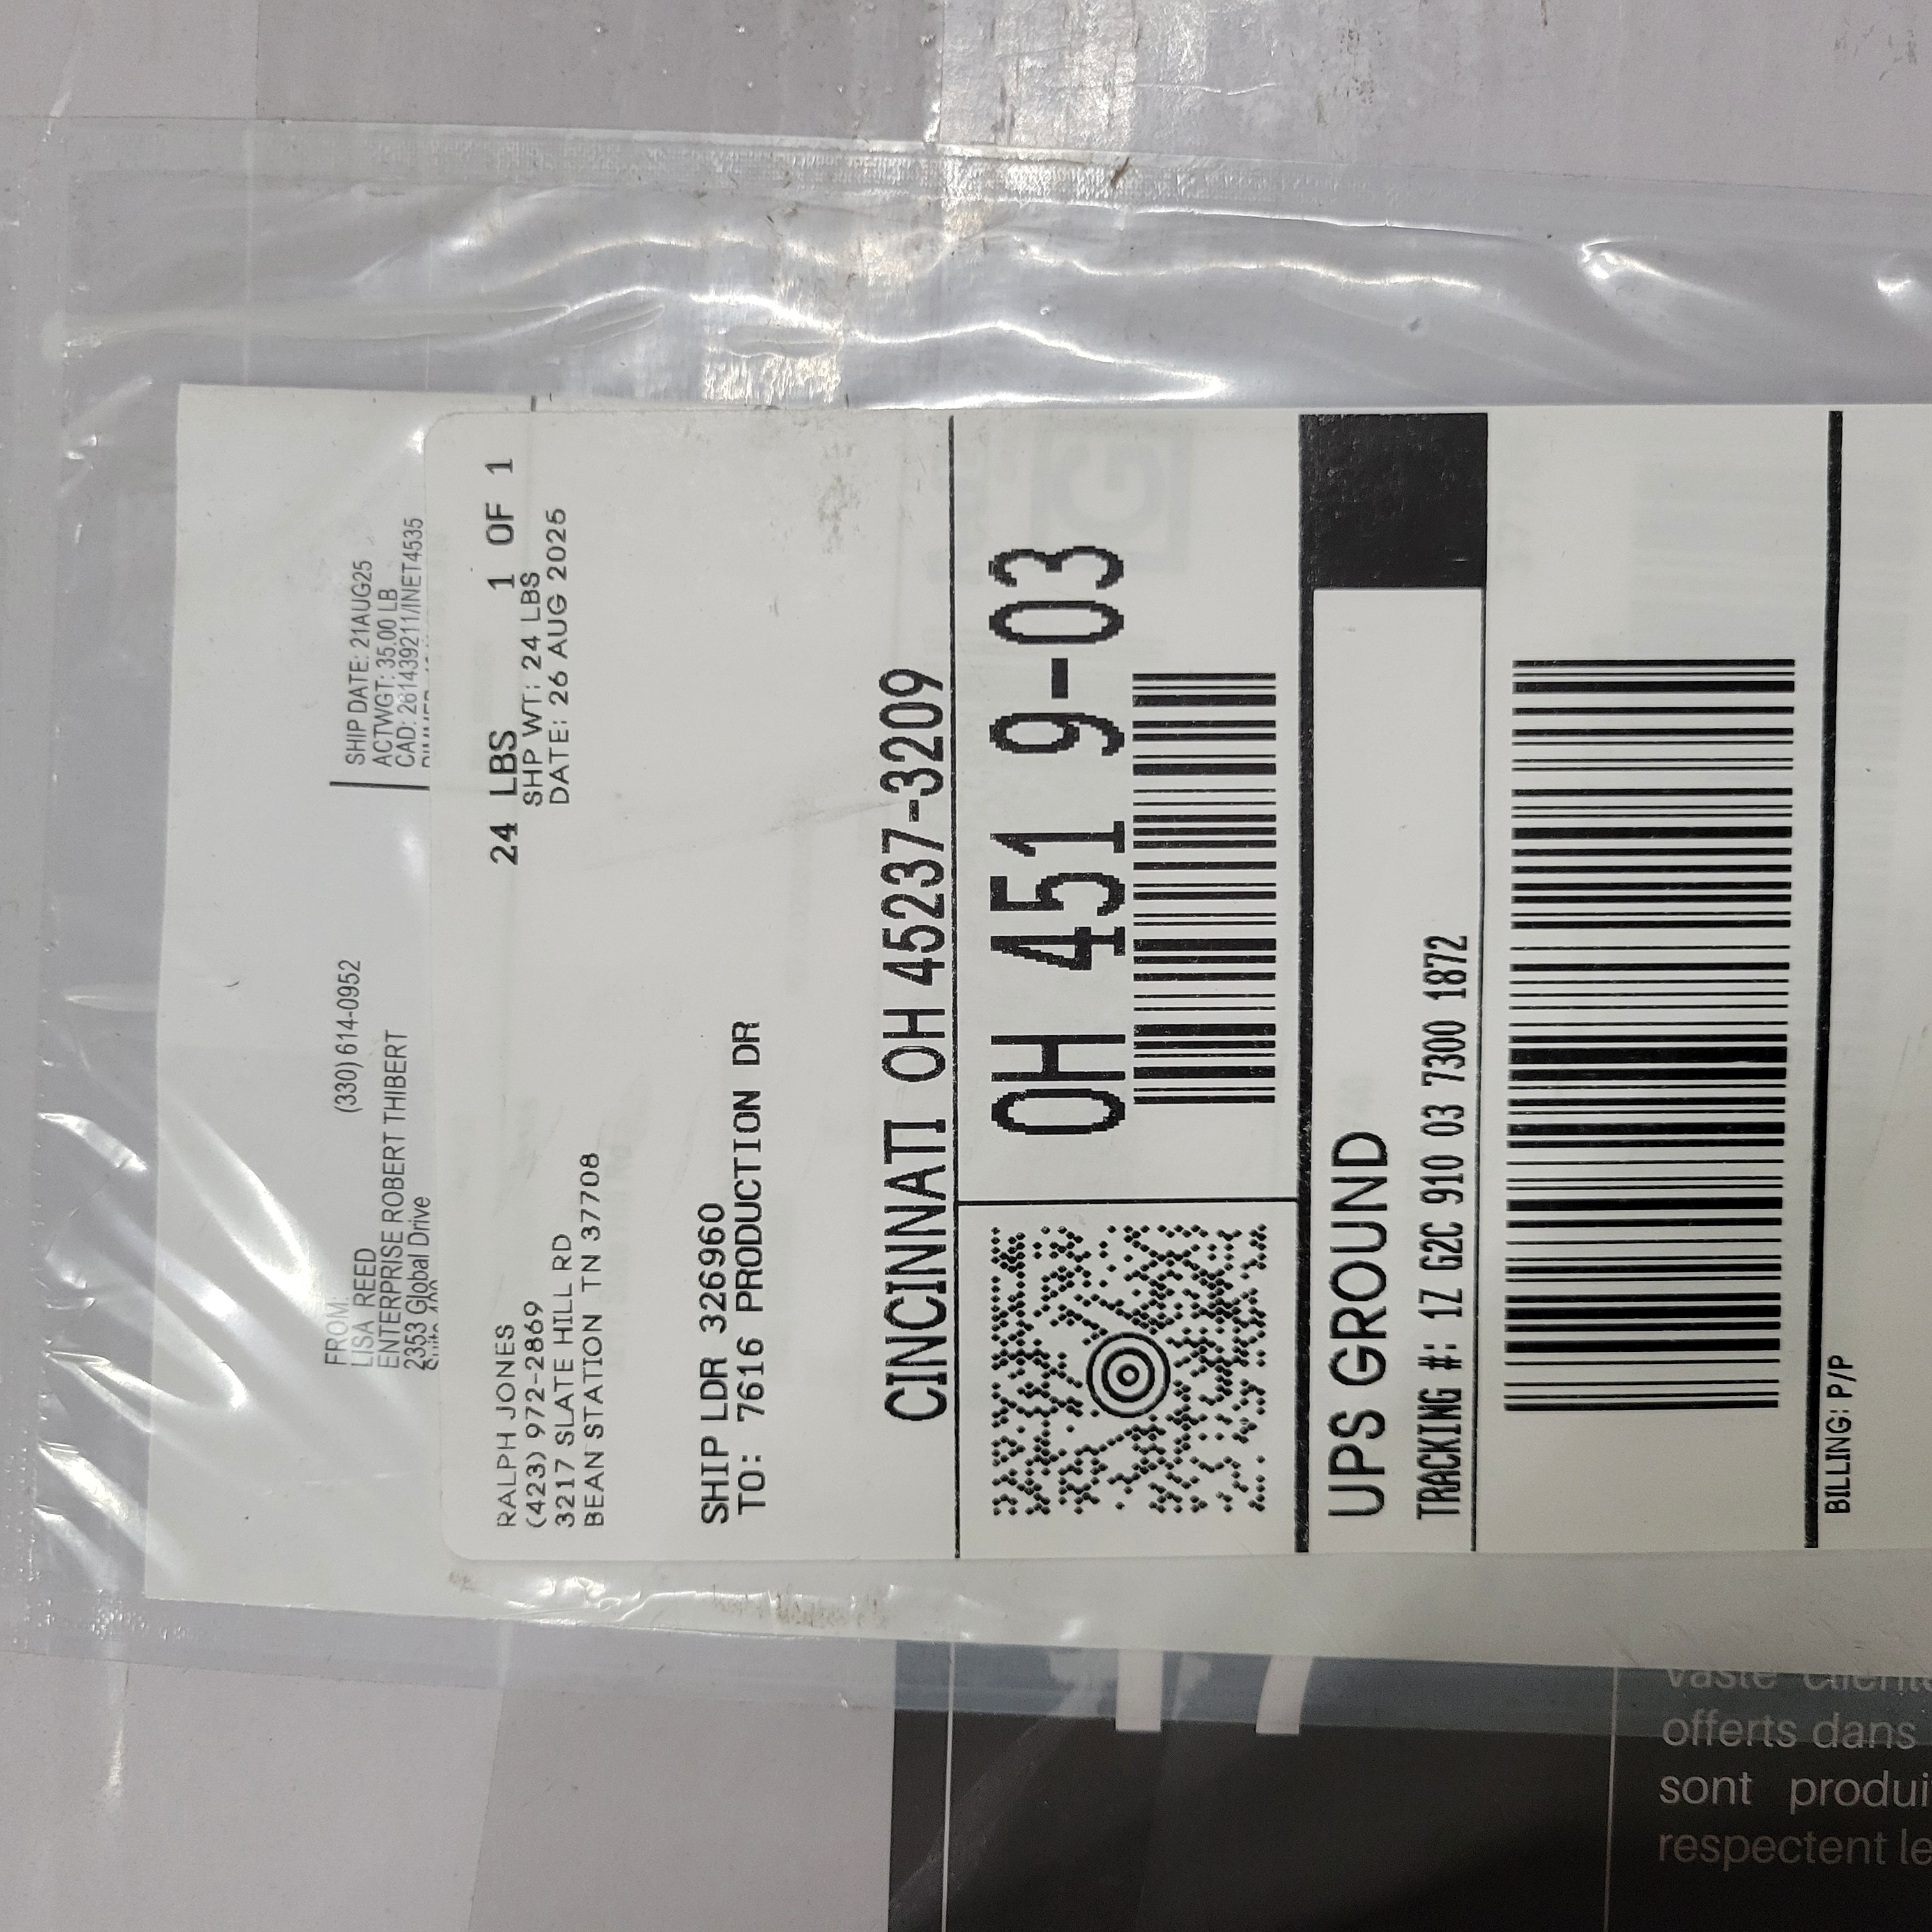 FROM:
LISA REED
(330) 614-0952
ENTERPRISE ROBERT THIBERT
2353 Global Drive
SHIP DATE: 21AUG25
ACTWGT: 35.00 LB
CAD: 261439211/INET4535
RALPH JONES
(423) 972-2869
3217 SLATE HILL RD
BEAN STATION TN 37708
24 LBS 1 OF 1
SHP WT: 24 LBS
DATE: 26 AUG 2025
SHIP LDR 326960
TO: 7616 PRODUCTION DR
CINCINNATI OH 45237-3209
OH 451 9-03
UPS GROUND
TRACKING #: 1Z G2C 910 03 7300 1872
BILLING: P/P
offerts dans
sont produi
respectent le